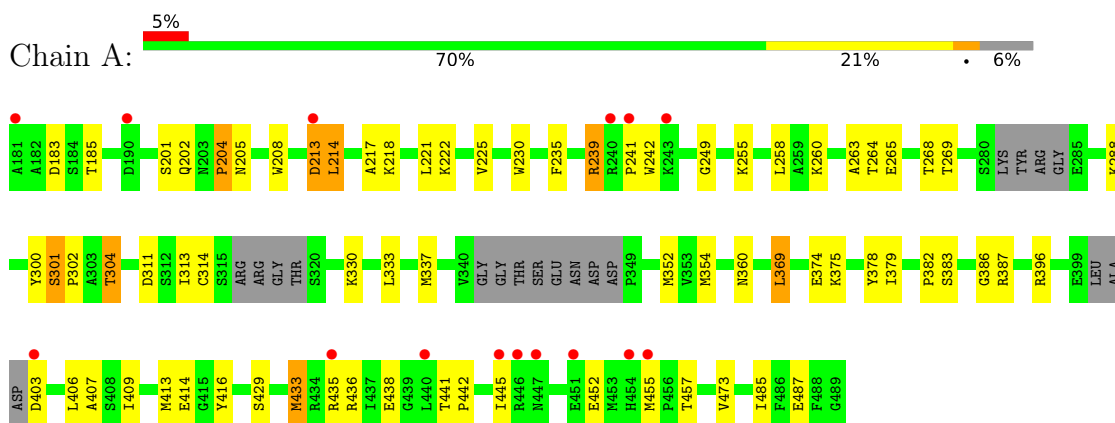 5%
Chain A:
70% 21% • 6%
A181 A182 D183 S184 T185 D190 S201 Q202 N203 P204 N205 W208 D213 L214 A217 K218 L221 K222 V225 W230 F235 R239 R240 P241 W242 K243 G249 K255 L258 A259 K260 A263 T264 E265 T268 T269 S280 LYS TYR ARG GLY E285 K288
Y300 S301 P302 A303 T304 D311 S312 I313 C314 S315 ARG ARG GLY THR S320 K330 L333 M337 V340 GLY GLY THR SER GLU ASN ASP ASP P349 M352 V353 M354 N360 L369 E374 K375 Y378 I379 P382 S383 G386 R387 R396 E399 LEU ALA
ASP D403 L406 A407 S408 I409 M413 E414 G415 Y416 S429 M433 R434 R435 R436 I437 E438 G439 L440 T441 P442 I445 R446 N447 E451 E452 M453 H454 M455 P456 T457 V473 I485 F486 E487 F488 G489